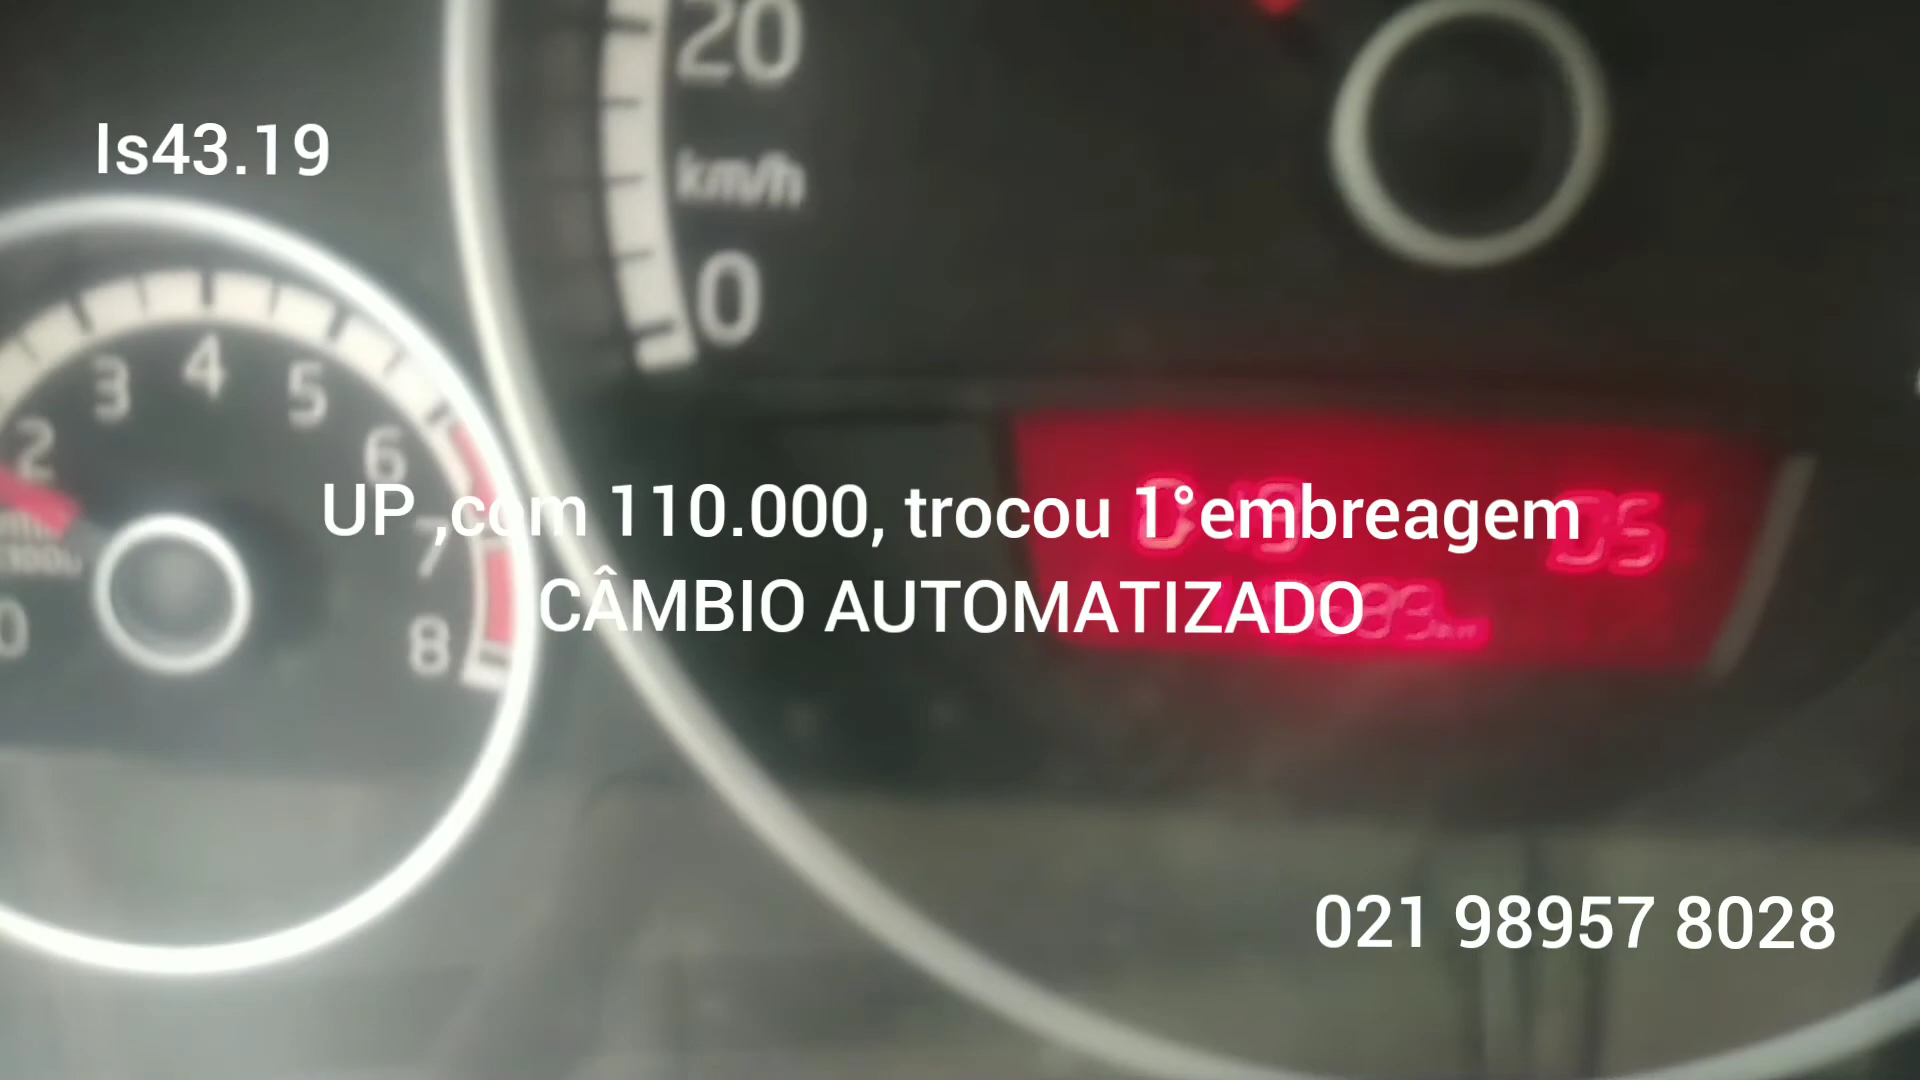 20
ls43.19
km/h
0
3 4 5
2 6
UP ,com 110.000, trocou 1°embreagem
7
CÂMBIO AUTOMATIZADO
0 8
021 98957 8028